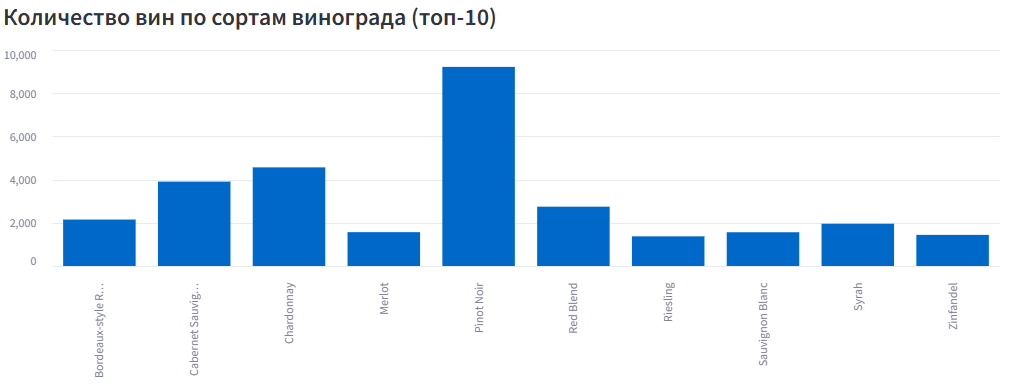 Количество вин по сортам винограда (топ-10)
10,000
8,000
6,000
4,000
2,000
0
Bordeaux-style R…
Cabernet Sauvig…
Chardonnay
Merlot
Pinot Noir
Red Blend
Riesling
Sauvignon Blanc
Syrah
Zinfandel